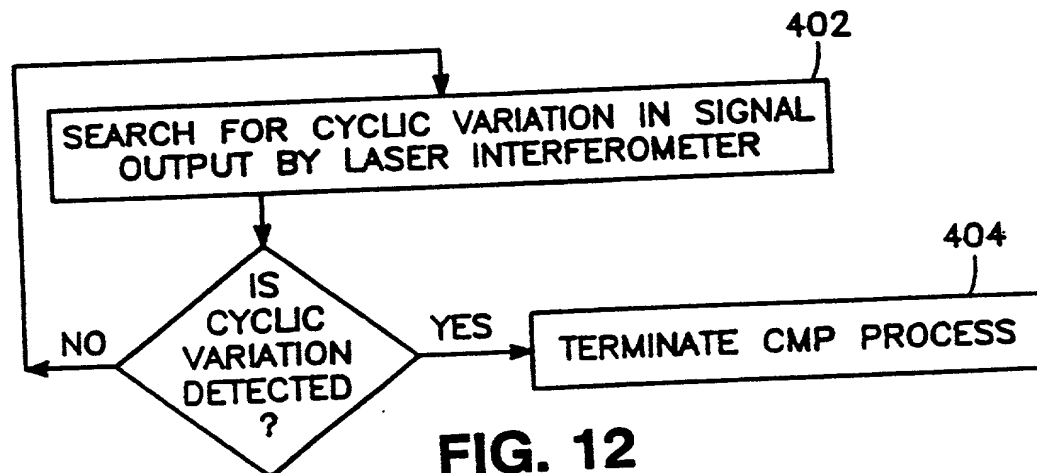 402
SEARCH FOR CYCLIC VARIATION IN SIGNAL
OUTPUT BY LASER INTERFEROMETER
404
IS
CYCLIC
VARIATION
DETECTED
?
NO
YES
TERMINATE CMP PROCESS
FIG. 12